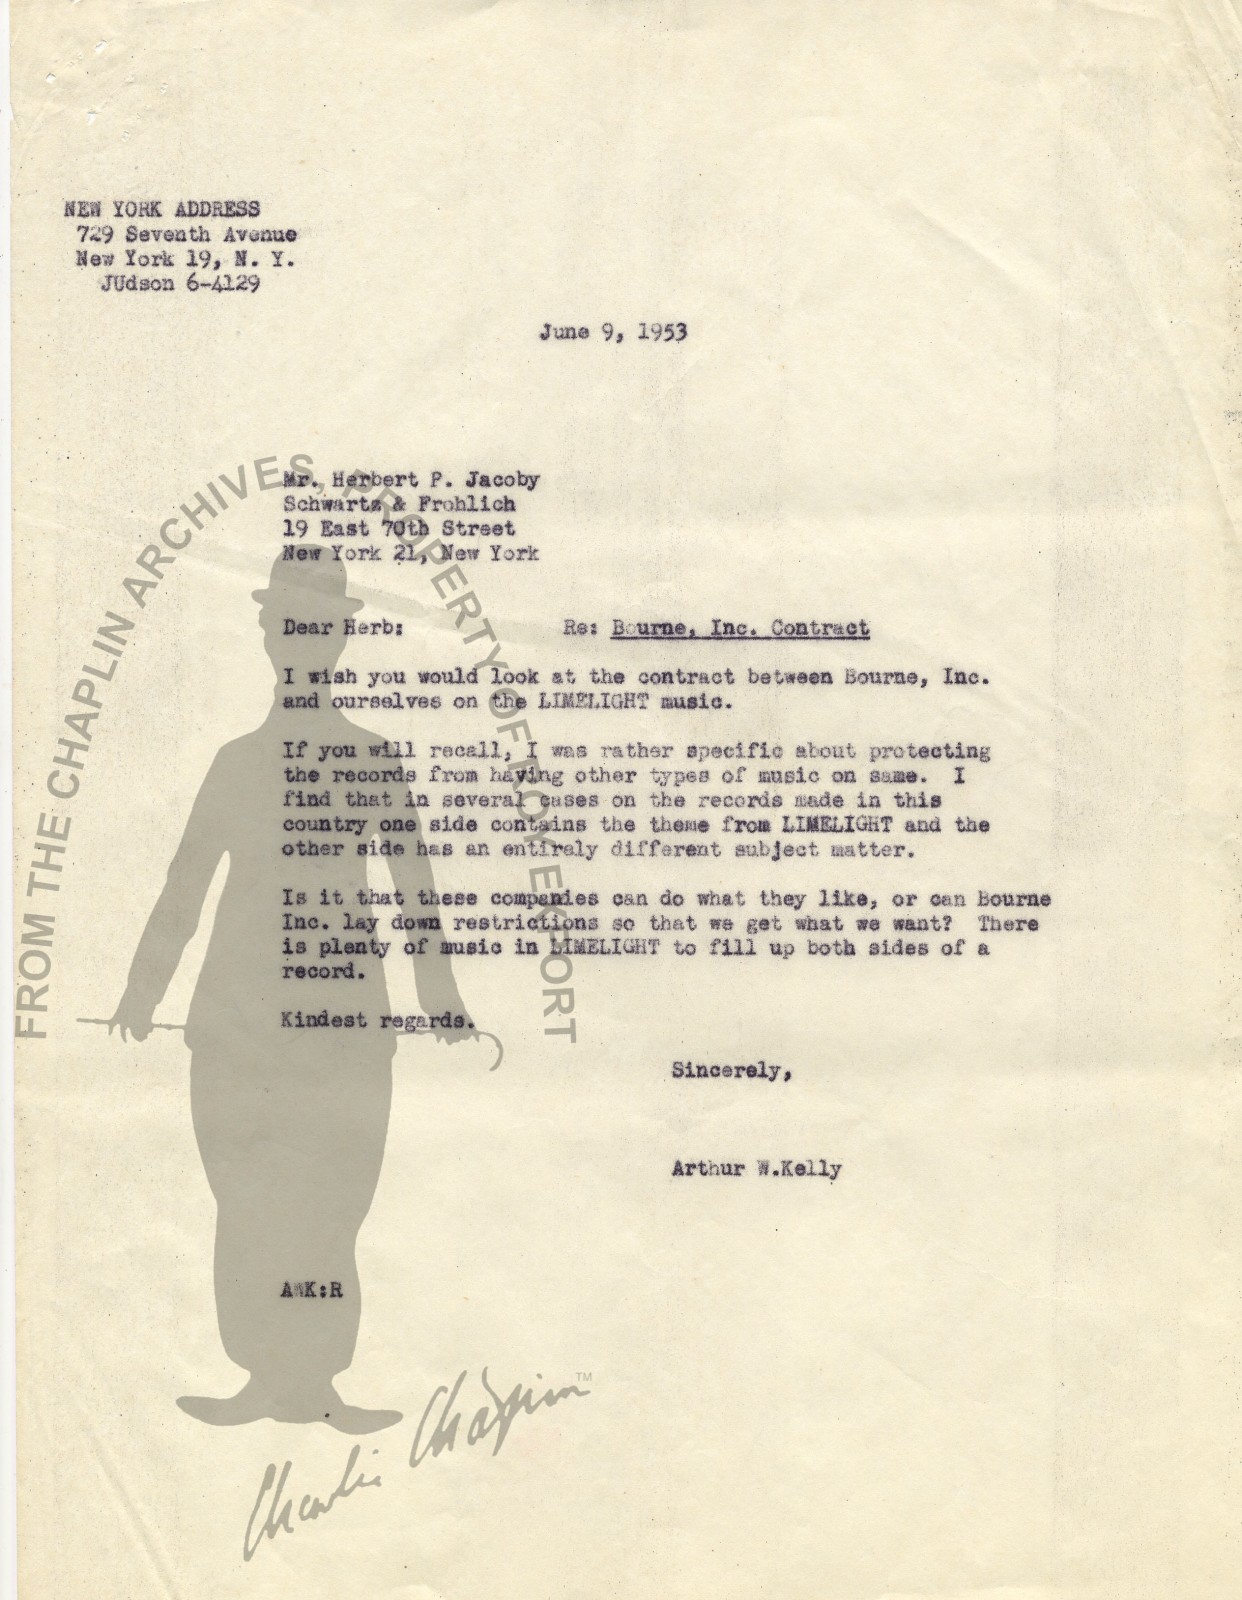 NEW YORK ADDRESS
729 Seventh Avenue
New York 19, N. Y.
JUdson 6-4129
June 9, 1953
Mr. Herbert P. Jacoby
Schwartz & Frohlich
19 East 70th Street
New York 21, New York
Dear Herb: Re: Bourne, Inc. Contract
I wish you would look at the contract between Bourne, Inc.
and ourselves on the LIMELIGHT music.
If you will recall, I was rather specific about protecting
the records from having other types of music on same. I
find that in several cases on the records made in this
country one side contains the theme from LIMELIGHT and the
other side has an entirely different subject matter.
Is it that these companies can do what they like, or can Bourne
Inc. lay down restrictions so that we get what we want? There
is plenty of music in LIMELIGHT to fill up both sides of a
record.
Kindest regards.
Sincerely,
Arthur W.Kelly
AWK:R
FROM THE CHAPLIN ARCHIVES, PROPERTY OF ROY EXPORT
Charlie Chaplin™